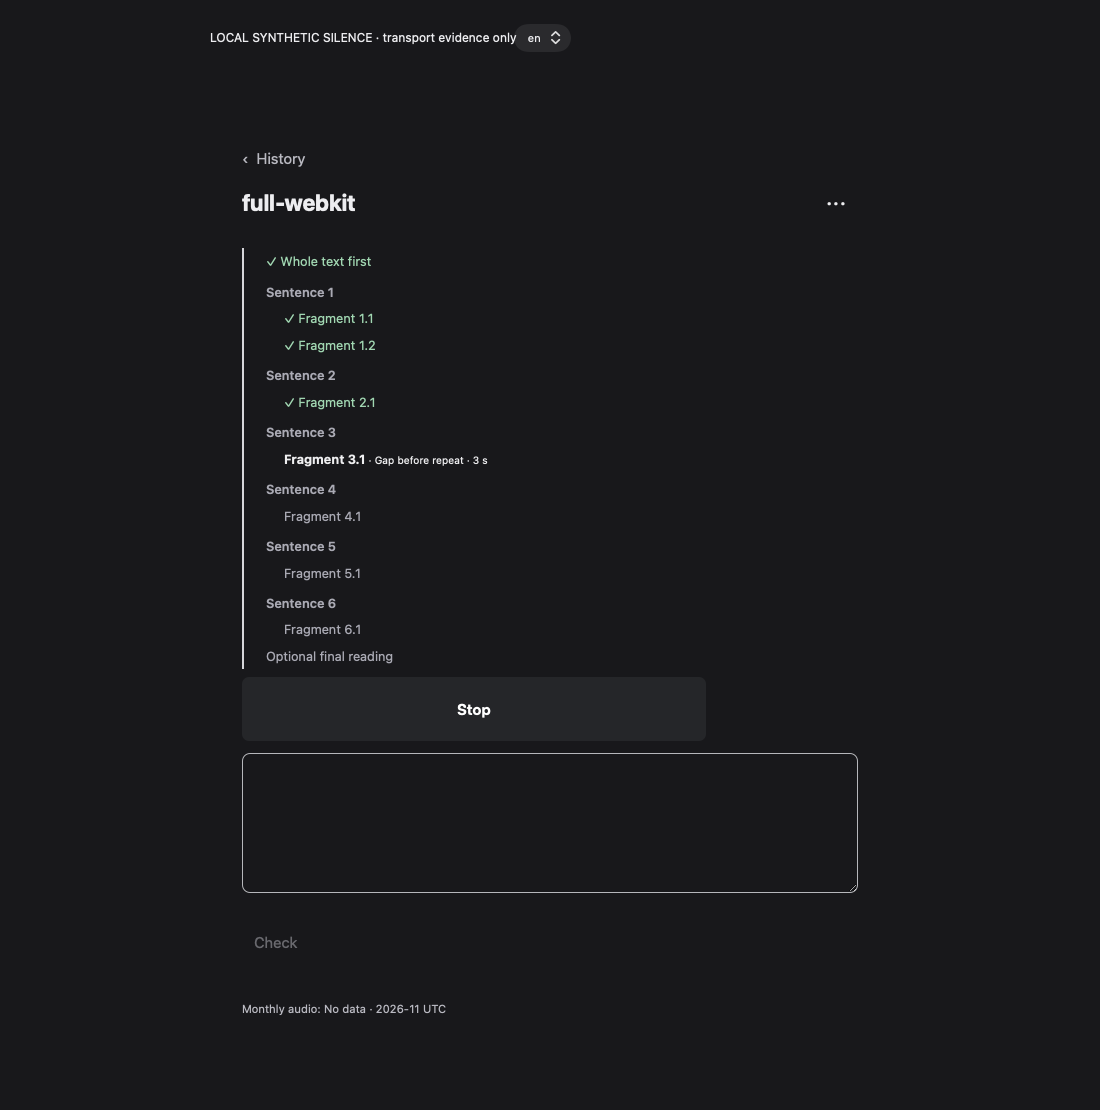 LOCAL SYNTHETIC SILENCE · transport evidence only en
‹ History
full-webkit
✓ Whole text first
Sentence 1
✓ Fragment 1.1
✓ Fragment 1.2
Sentence 2
✓ Fragment 2.1
Sentence 3
Fragment 3.1 · Gap before repeat · 3 s
Sentence 4
Fragment 4.1
Sentence 5
Fragment 5.1
Sentence 6
Fragment 6.1
Optional final reading
Stop
Check
Monthly audio: No data · 2026-11 UTC